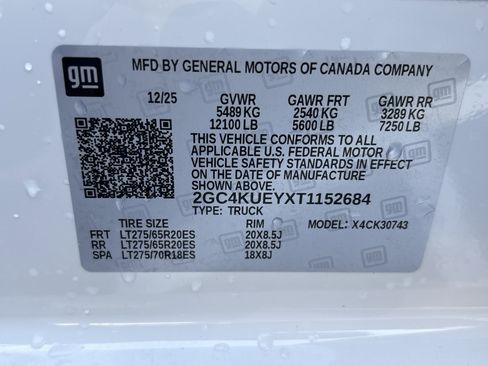 gm
MFD BY GENERAL MOTORS OF CANADA COMPANY
12/25 GVWR GAWR FRT GAWR RR
5489 KG 2540 KG 3289 KG
12100 LB 5600 LB 7250 LB
THIS VEHICLE CONFORMS TO ALL
APPLICABLE U.S. FEDERAL MOTOR
VEHICLE SAFETY STANDARDS IN EFFECT
ON THE DATE OF MANUFACTURE
SHOWN ABOVE.
2GC4KUEYXT1152684
TYPE: TRUCK
TIRE SIZE RIM MODEL: X4CK30743
FRT LT275/65R20ES 20X8.5J
RR LT275/65R20ES 20X8.5J
SPA LT275/70R18ES 18X8J